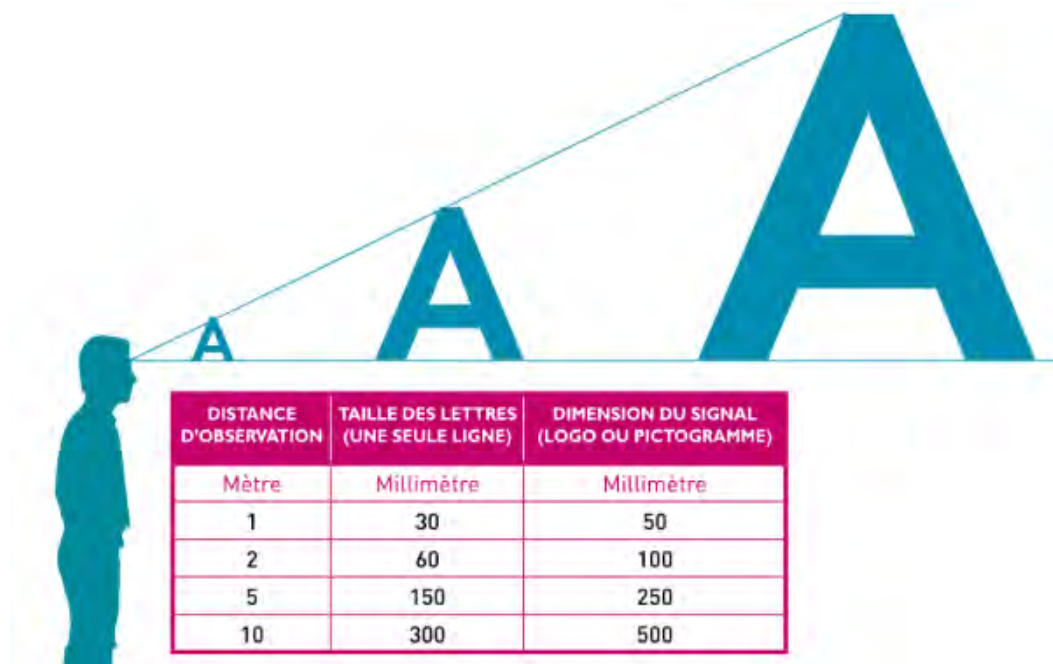 A
A
A
DISTANCE D'OBSERVATION TAILLE DES LETTRES (UNE SEULE LIGNE) DIMENSION DU SIGNAL (LOGO OU PICTOGRAMME)
Mètre Millimètre Millimètre
1 30 50
2 60 100
5 150 250
10 300 500